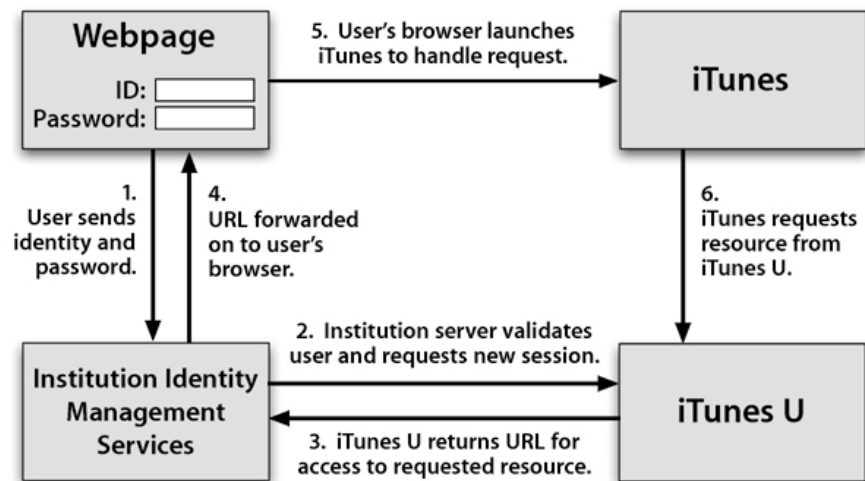 Webpage
ID:
Password:
5. User's browser launches
iTunes to handle request.
iTunes
1.
User sends
identity and
password.
4.
URL forwarded
on to user's
browser.
6.
iTunes requests
resource from
iTunes U.
Institution Identity
Management
Services
2. Institution server validates
user and requests new session.
3. iTunes U returns URL for
access to requested resource.
iTunes U